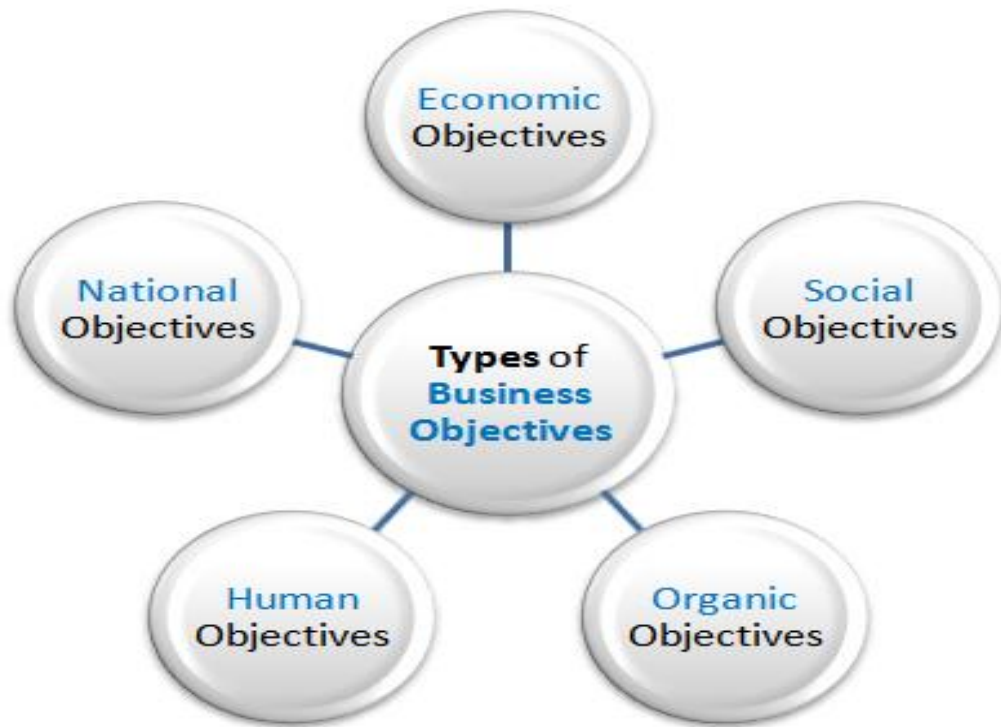 Economic
Objectives
National
Objectives
Social
Objectives
Types of
Business
Objectives
Human
Objectives
Organic
Objectives